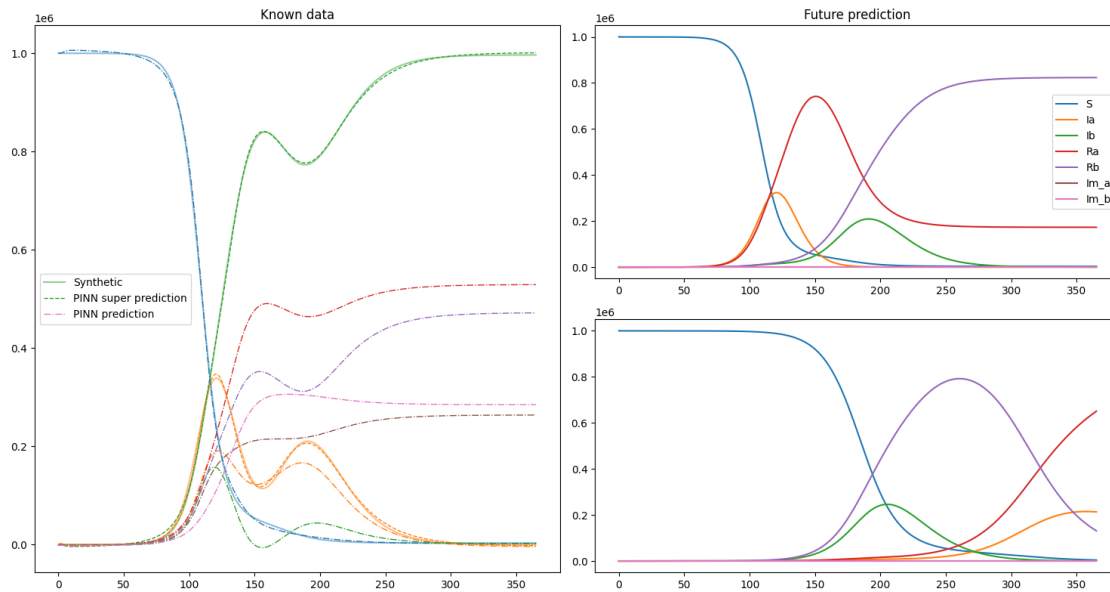 Known data
1e6
1.0
0.8
0.6
0.4
0.2
0.0
0 50 100 150 200 250 300 350
Synthetic
PINN super prediction
PINN prediction
Future prediction
1e6
1.0
0.8
0.6
0.4
0.2
0.0
0 50 100 150 200 250 300 350
S
Ia
Ib
Ra
Rb
Im_a
Im_b
1e6
1.0
0.8
0.6
0.4
0.2
0.0
0 50 100 150 200 250 300 350